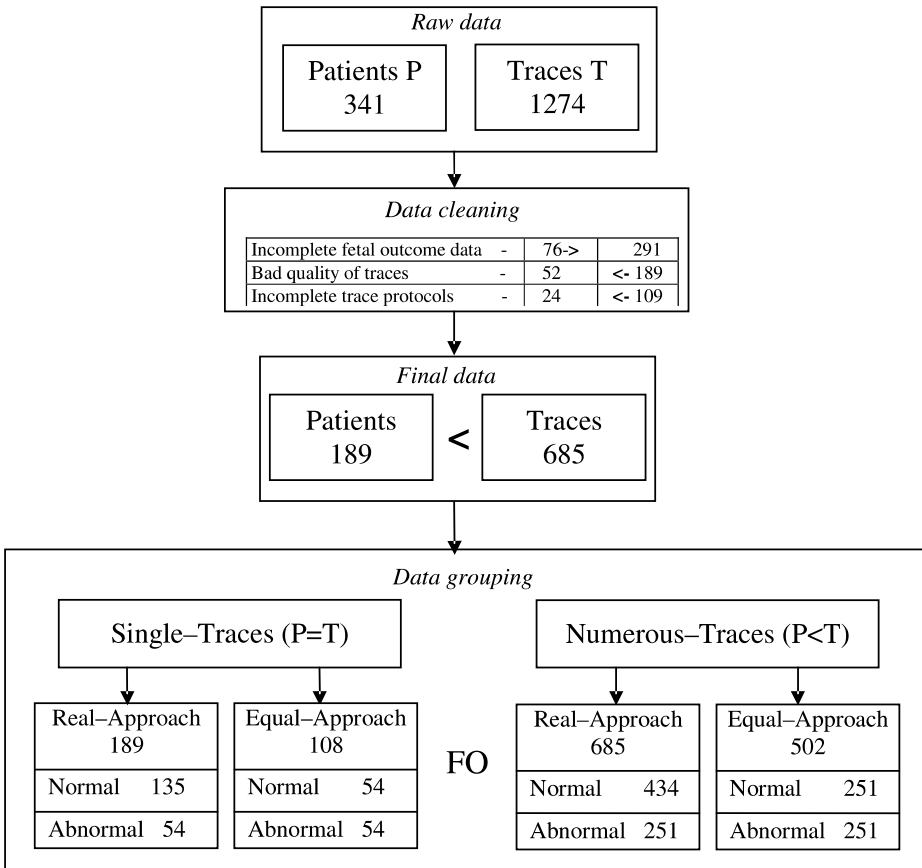 Raw data
Patients P
341
Traces T
1274
Data cleaning
Incomplete fetal outcome data - 76-> 291
Bad quality of traces - 52 <- 189
Incomplete trace protocols - 24 <- 109
Final data
Patients
189
<
Traces
685
Data grouping
Single–Traces (P=T)
Real–Approach
189
Normal 135
Abnormal 54
Equal–Approach
108
Normal 54
Abnormal 54
FO
Numerous–Traces (P<T)
Real–Approach
685
Normal 434
Abnormal 251
Equal–Approach
502
Normal 251
Abnormal 251